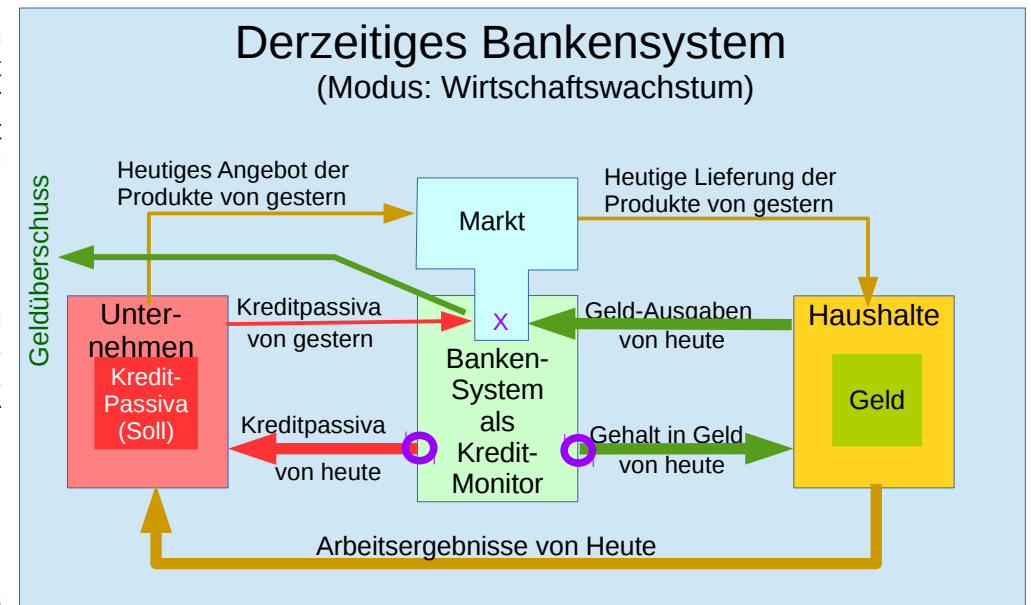 Derzeitiges Bankensystem
(Modus: Wirtschaftswachstum)
Heutiges Angebot der
Produkte von gestern
Heutige Lieferung der
Produkte von gestern
Markt
Geldüberschuss
Unter-
nehmen
Kredit-
Passiva
(Soll)
Kreditpassiva
von gestern
X
Geld-Ausgaben
von heute
Haushalte
Geld
Banken-
System
als
Kredit-
Monitor
Kreditpassiva
von heute
Gehalt in Geld
von heute
Arbeitsergebnisse von Heute